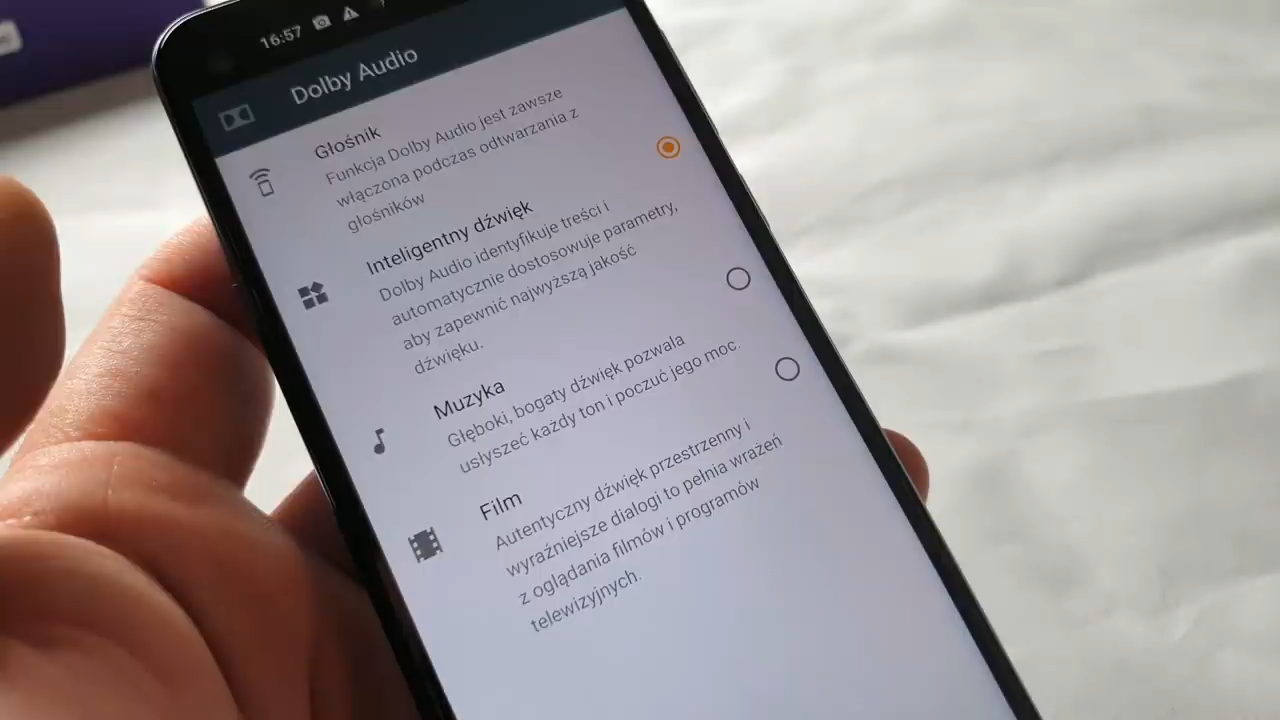 16:57
Dolby Audio
Głośnik
Funkcja Dolby Audio jest zawsze
włączona podczas odtwarzania z
głośników
Inteligentny dźwięk
Dolby Audio identyfikuje treści i
automatycznie dostosowuje parametry,
aby zapewnić najwyższą jakość
dźwięku.
Muzyka
Głęboki, bogaty dźwięk pozwala
usłyszeć każdy ton i poczuć jego moc.
Film
Autentyczny dźwięk przestrzenny i
wyraźniejsze dialogi to pełnia wrażeń
z oglądania filmów i programów
telewizyjnych.